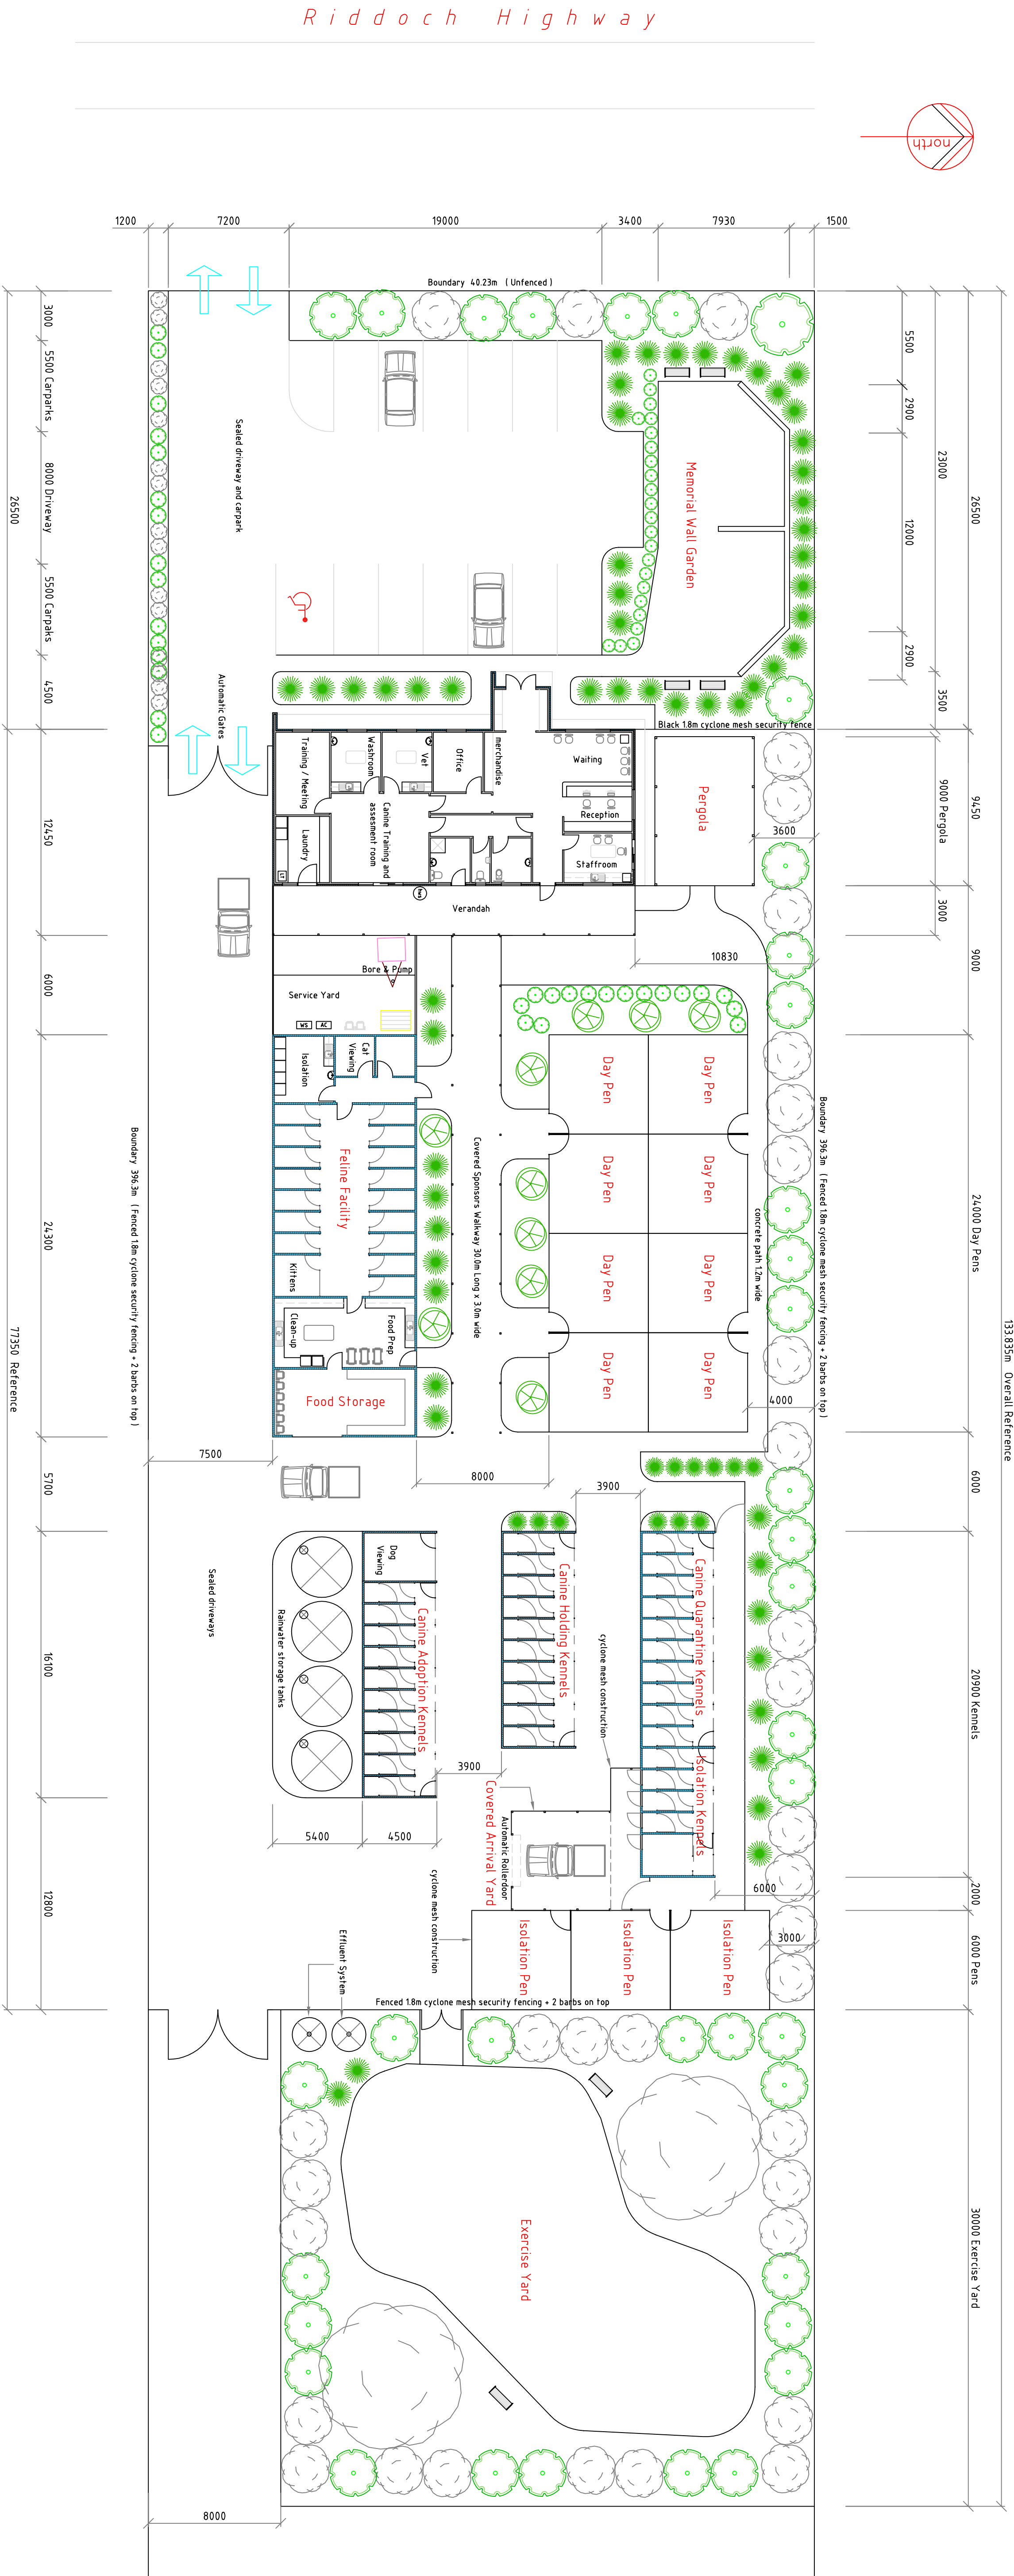 Riddoch Highway
north
1200
7200
19000
3400
7930
1500
Boundary 40.23m ( Unfenced )
3000
5500 Carparks
8000 Driveway
5500 Carpaks
4500
26500
Sealed driveway and carpark
Automatic Gates
Memorial Wall Garden
5500
2900
12000
2900
23000
3500
26500
Black 1.8m cyclone mesh security fence
Training / Meeting
Washroom
Vet
Office
merchandise
Waiting
Reception
Staffroom
Canine Training and
assesment room
Laundry
LT
hws
Verandah
Pergola
3600
9000 Pergola
9450
3000
10830
9000
12450
6000
Bore & Pump
Service Yard
WS
AC
Isolation
Cat
Viewing
Feline Facility
Kittens
Clean-up
Food Prep
Food Storage
Covered Sponsors Walkway 30.0m Long x 3.0m wide
Day Pen
Day Pen
Day Pen
Day Pen
Day Pen
Day Pen
Day Pen
Day Pen
concrete path 1.2m wide
Boundary 396.3m ( Fenced 1.8m cyclone mesh security fencing + 2 barbs on top )
Boundary 396.3m ( Fenced 1.8m cyclone security fencing + 2 barbs on top )
24300
24000 Day Pens
133.835m Overall Reference
77350 Reference
4000
7500
8000
3900
5700
6000
Dog
Viewing
Canine Adoption Kennels
Canine Holding Kennels
Canine Quarantine Kennels
Isolation Kennels
Rainwater storage tanks
Sealed driveways
cyclone mesh construction
16100
20900 Kennels
3900
Covered Arrival Yard
Automatic Rollerdoor
5400
4500
6000
2000
12800
cyclone mesh construction
Effluent System
Isolation Pen
Isolation Pen
Isolation Pen
3000
6000 Pens
Fenced 1.8m cyclone mesh security fencing + 2 barbs on top
Exercise Yard
30000 Exercise Yard
8000